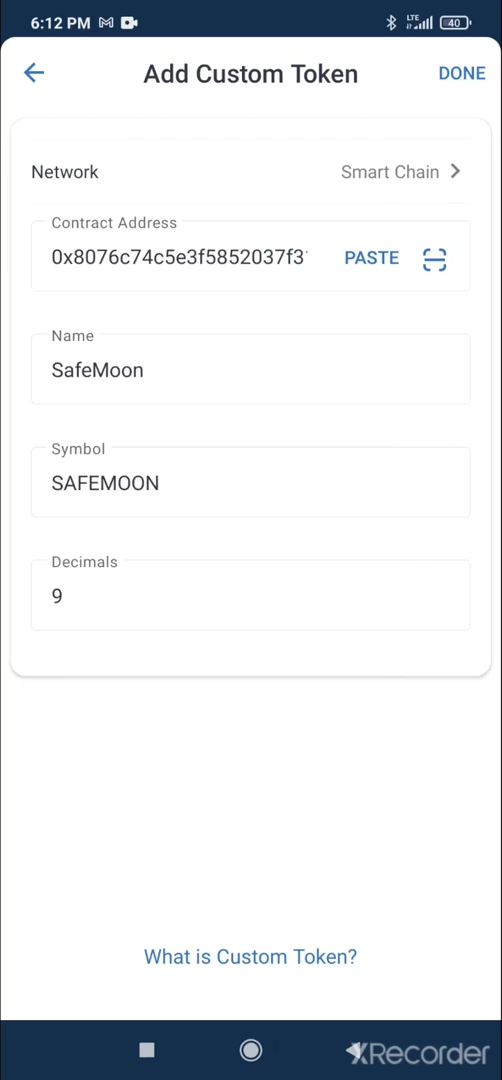 6:12 PM LTE 40
Add Custom Token DONE
Network Smart Chain
Contract Address
0x8076c74c5e3f5852037f3 PASTE
Name
SafeMoon
Symbol
SAFEMOON
Decimals
9
What is Custom Token?
XRecorder